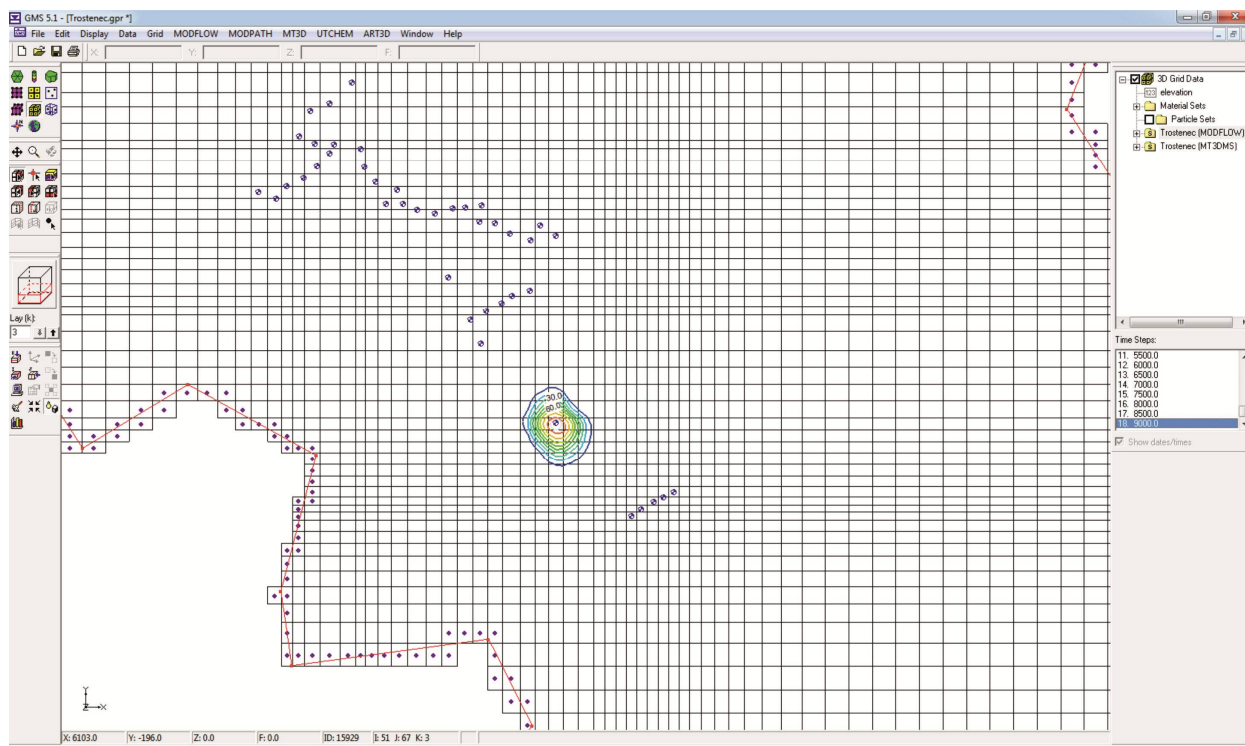 GMS 5.1 - [Trostenec.gpr *]
File Edit Display Data Grid MODFLOW MODPATH MT3D UTCHEM ART3D Window Help
X: Y: Z: F:
3D Grid Data
elevation
Material Sets
Particle Sets
Trostenec (MODFLOW)
Trostenec (MT3DMS)
Lay (k):
3
Time Steps:
11. 5500.0
12. 6000.0
13. 6500.0
14. 7000.0
15. 7500.0
16. 8000.0
17. 8500.0
18. 9000.0
Show dates/times
30.0
60.0
Y
Z X
X: 6103.0 Y: -196.0 Z: 0.0 F: 0.0 ID: 15929 I: 51 J: 67 K: 3